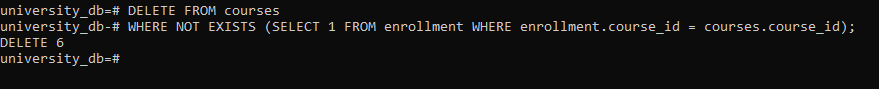 university_db=# DELETE FROM courses
university_db-# WHERE NOT EXISTS (SELECT 1 FROM enrollment WHERE enrollment.course_id = courses.course_id);
DELETE 6
university_db=#